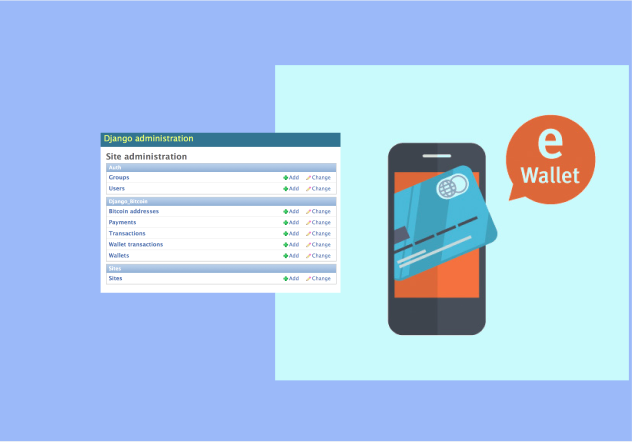 Django administration
Site administration
Auth
Groups Add Change
Users Add Change
Django_Bitcoin
Bitcoin addresses Add Change
Payments Add Change
Transactions Add Change
Wallet transactions Add Change
Wallets Add Change
Sites
Sites Add Change
e
Wallet